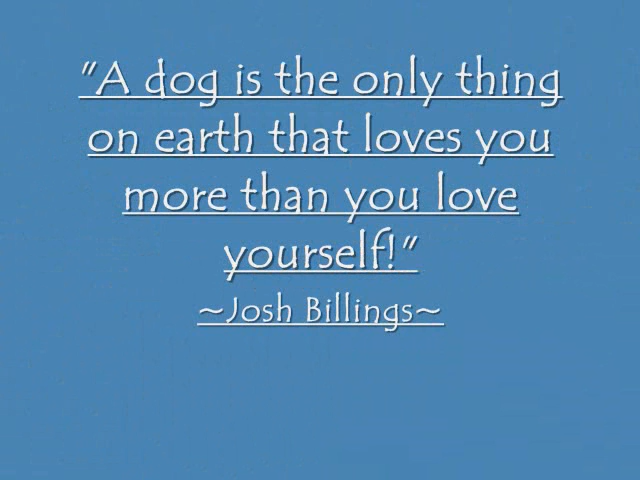 "A dog is the only thing
on earth that loves you
more than you love
yourself!"
~Josh Billings~